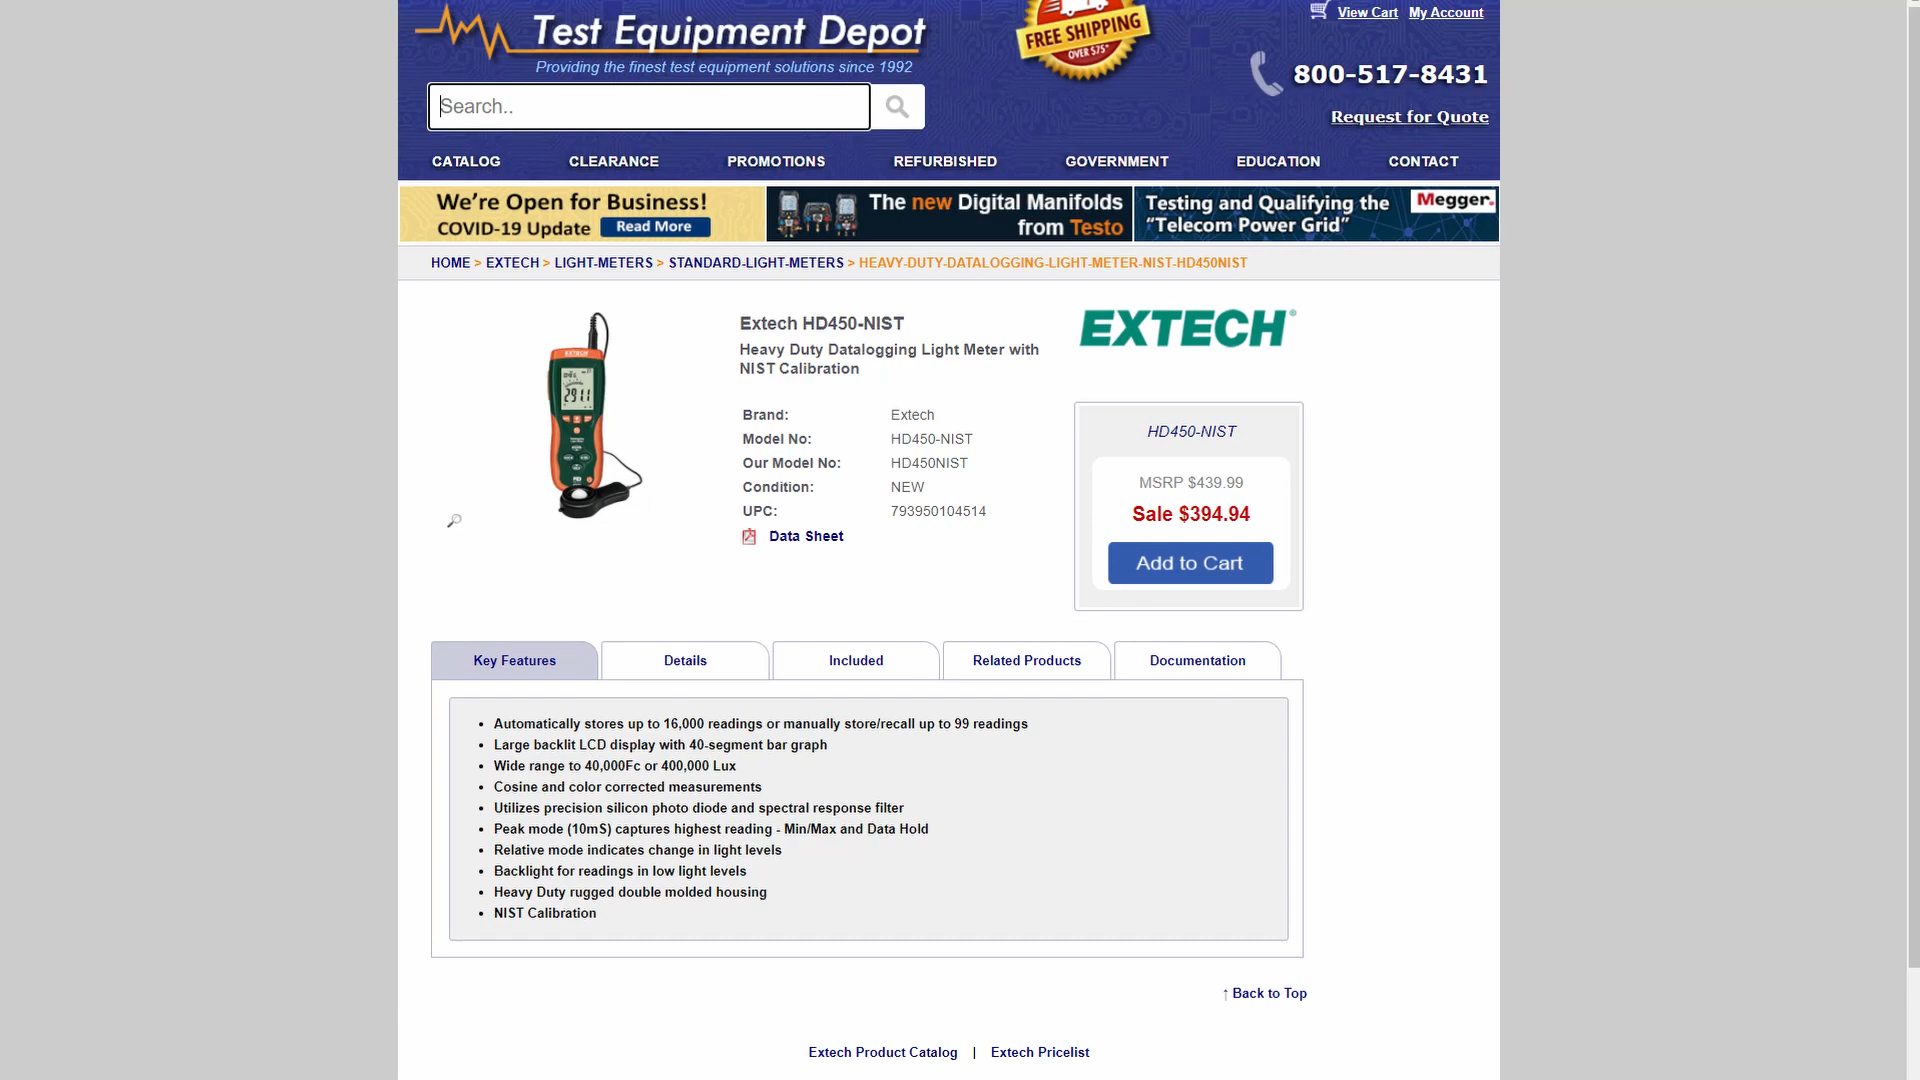 Test Equipment Depot
Providing the finest test equipment solutions since 1992
FREE SHIPPING
OVER $75*
View Cart My Account
800-517-8431
Request for Quote
Search..
CATALOG CLEARANCE PROMOTIONS REFURBISHED GOVERNMENT EDUCATION CONTACT
We're Open for Business!
COVID-19 Update Read More
The new Digital Manifolds
from Testo
Testing and Qualifying the
"Telecom Power Grid"
Megger.
HOME > EXTECH > LIGHT-METERS > STANDARD-LIGHT-METERS > HEAVY-DUTY-DATALOGGING-LIGHT-METER-NIST-HD450NIST
EXTECH
2911
Extech HD450-NIST
Heavy Duty Datalogging Light Meter with
NIST Calibration
EXTECH®
Brand: Extech
Model No: HD450-NIST
Our Model No: HD450NIST
Condition: NEW
UPC: 793950104514
Data Sheet
HD450-NIST
MSRP $439.99
Sale $394.94
Add to Cart
Key Features Details Included Related Products Documentation
• Automatically stores up to 16,000 readings or manually store/recall up to 99 readings
• Large backlit LCD display with 40-segment bar graph
• Wide range to 40,000Fc or 400,000 Lux
• Cosine and color corrected measurements
• Utilizes precision silicon photo diode and spectral response filter
• Peak mode (10mS) captures highest reading - Min/Max and Data Hold
• Relative mode indicates change in light levels
• Backlight for readings in low light levels
• Heavy Duty rugged double molded housing
• NIST Calibration
↑ Back to Top
Extech Product Catalog | Extech Pricelist